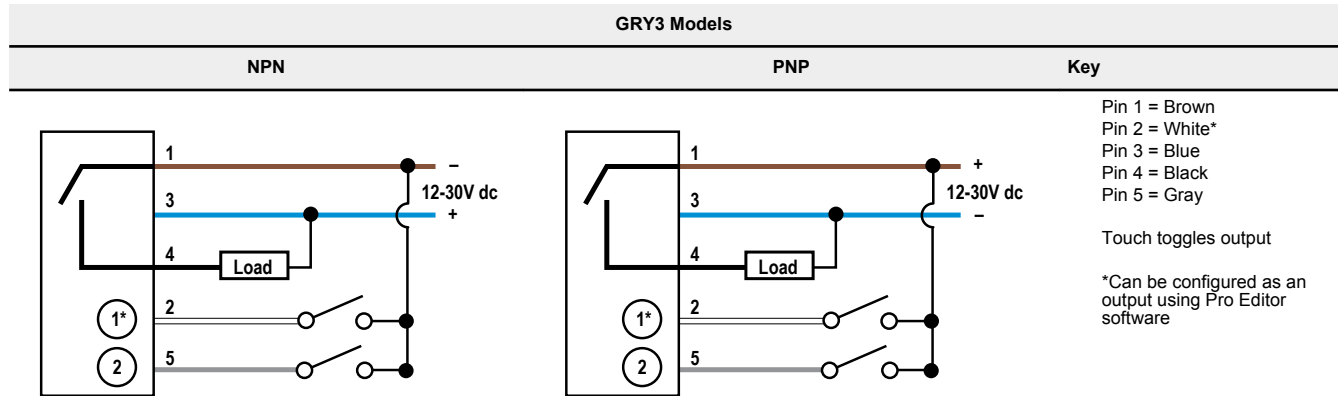 GRY3 Models
NPN
PNP
Key
1
–
12-30V dc
3
+
4
Load
1*
2
2
5
1
+
12-30V dc
3
–
4
Load
1*
2
2
5
Pin 1 = Brown
Pin 2 = White*
Pin 3 = Blue
Pin 4 = Black
Pin 5 = Gray
Touch toggles output
*Can be configured as an
output using Pro Editor
software